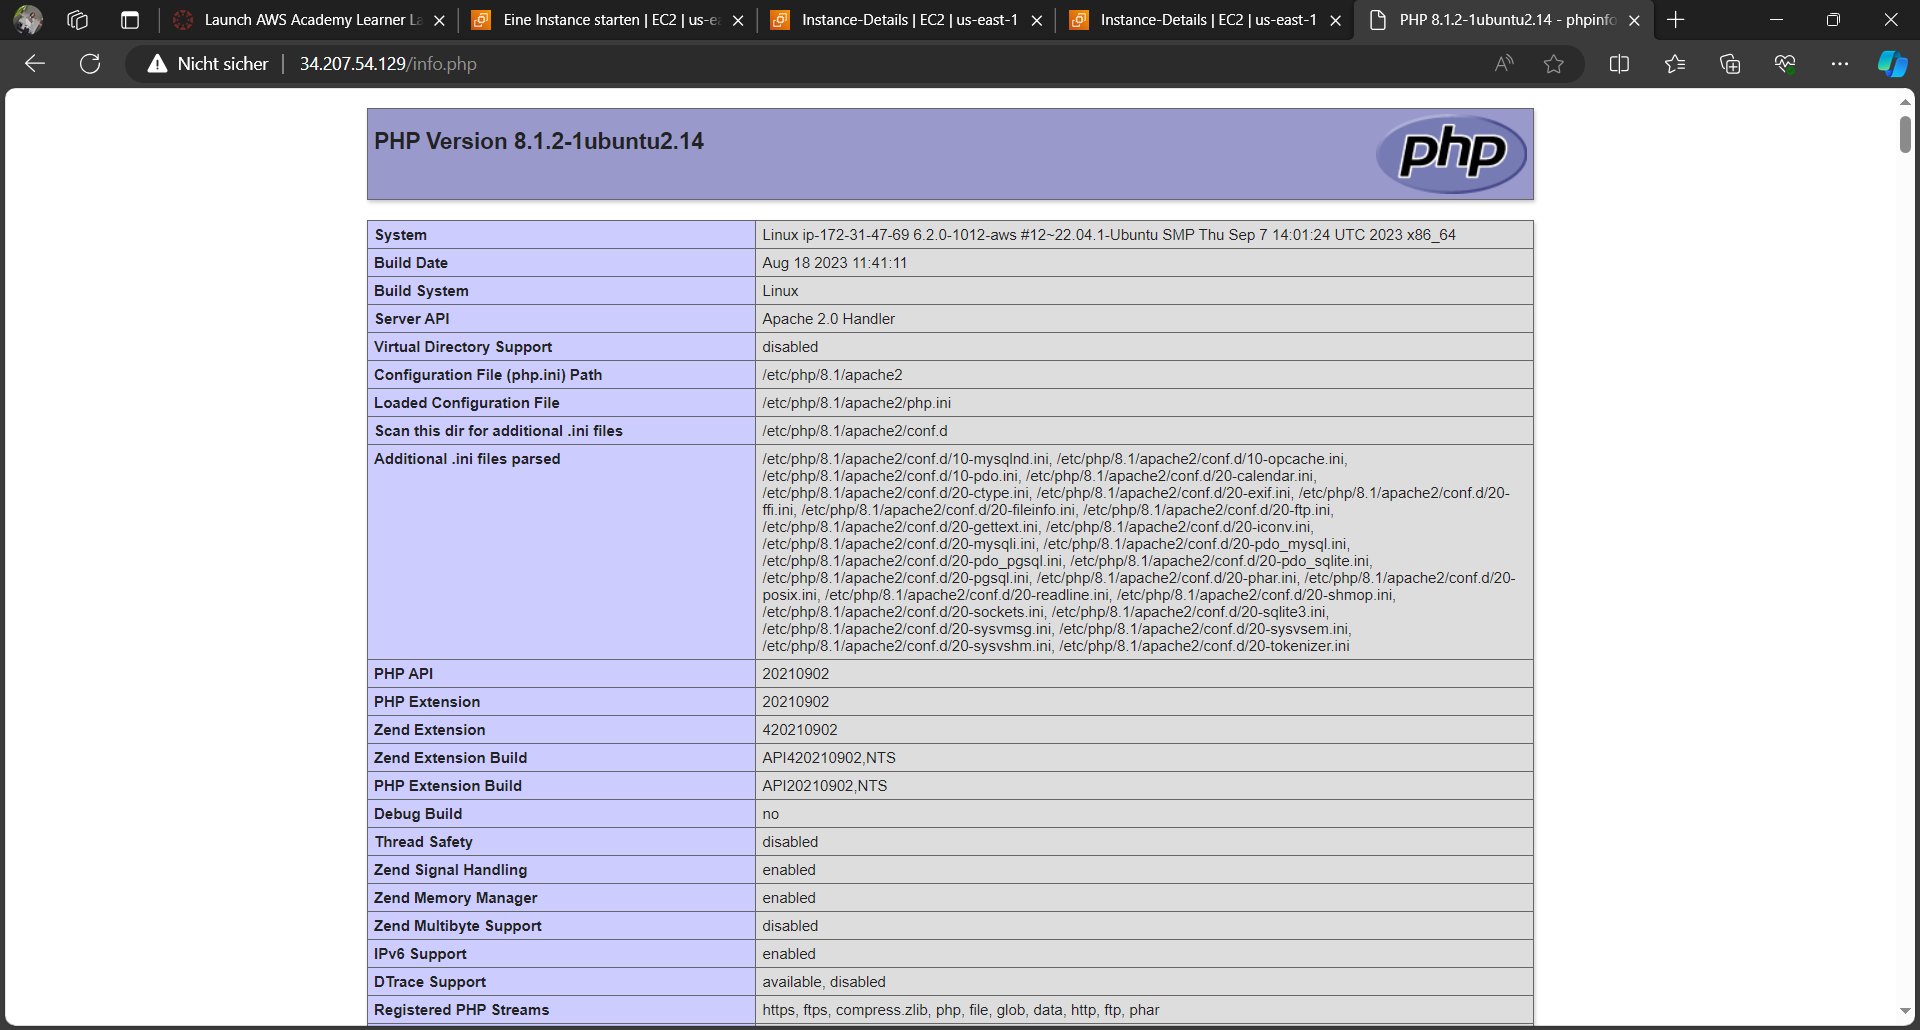 Launch AWS Academy Learner La
Eine Instance starten | EC2 | us-ea
Instance-Details | EC2 | us-east-1
Instance-Details | EC2 | us-east-1
PHP 8.1.2-1ubuntu2.14 - phpinfo
Nicht sicher
34.207.54.129/info.php
PHP Version 8.1.2-1ubuntu2.14
php
System Linux ip-172-31-47-69 6.2.0-1012-aws #12~22.04.1-Ubuntu SMP Thu Sep 7 14:01:24 UTC 2023 x86_64
Build Date Aug 18 2023 11:41:11
Build System Linux
Server API Apache 2.0 Handler
Virtual Directory Support disabled
Configuration File (php.ini) Path /etc/php/8.1/apache2
Loaded Configuration File /etc/php/8.1/apache2/php.ini
Scan this dir for additional .ini files /etc/php/8.1/apache2/conf.d
Additional .ini files parsed /etc/php/8.1/apache2/conf.d/10-mysqlnd.ini, /etc/php/8.1/apache2/conf.d/10-opcache.ini,
/etc/php/8.1/apache2/conf.d/10-pdo.ini, /etc/php/8.1/apache2/conf.d/20-calendar.ini,
/etc/php/8.1/apache2/conf.d/20-ctype.ini, /etc/php/8.1/apache2/conf.d/20-exif.ini, /etc/php/8.1/apache2/conf.d/20-
ffi.ini, /etc/php/8.1/apache2/conf.d/20-fileinfo.ini, /etc/php/8.1/apache2/conf.d/20-ftp.ini,
/etc/php/8.1/apache2/conf.d/20-gettext.ini, /etc/php/8.1/apache2/conf.d/20-iconv.ini,
/etc/php/8.1/apache2/conf.d/20-mysqli.ini, /etc/php/8.1/apache2/conf.d/20-pdo_mysql.ini,
/etc/php/8.1/apache2/conf.d/20-pdo_pgsql.ini, /etc/php/8.1/apache2/conf.d/20-pdo_sqlite.ini,
/etc/php/8.1/apache2/conf.d/20-pgsql.ini, /etc/php/8.1/apache2/conf.d/20-phar.ini, /etc/php/8.1/apache2/conf.d/20-
posix.ini, /etc/php/8.1/apache2/conf.d/20-readline.ini, /etc/php/8.1/apache2/conf.d/20-shmop.ini,
/etc/php/8.1/apache2/conf.d/20-sockets.ini, /etc/php/8.1/apache2/conf.d/20-sqlite3.ini,
/etc/php/8.1/apache2/conf.d/20-sysvmsg.ini, /etc/php/8.1/apache2/conf.d/20-sysvsem.ini,
/etc/php/8.1/apache2/conf.d/20-sysvshm.ini, /etc/php/8.1/apache2/conf.d/20-tokenizer.ini
PHP API 20210902
PHP Extension 20210902
Zend Extension 420210902
Zend Extension Build API420210902,NTS
PHP Extension Build API20210902,NTS
Debug Build no
Thread Safety disabled
Zend Signal Handling enabled
Zend Memory Manager enabled
Zend Multibyte Support disabled
IPv6 Support enabled
DTrace Support available, disabled
Registered PHP Streams https, ftps, compress.zlib, php, file, glob, data, http, ftp, phar